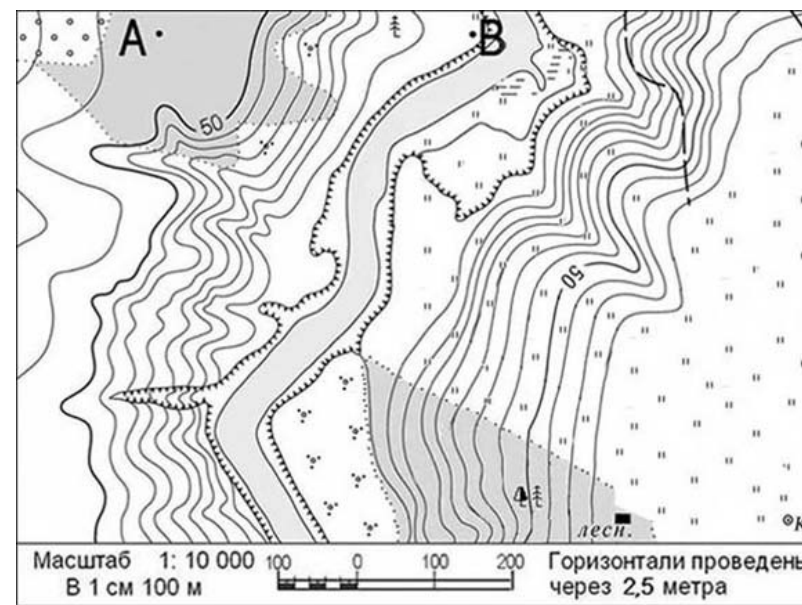 А
В
50
50
лесн.
К
Масштаб 1: 10 000
В 1 см 100 м
100 0 100 200
Горизонтали проведень
через 2,5 метра